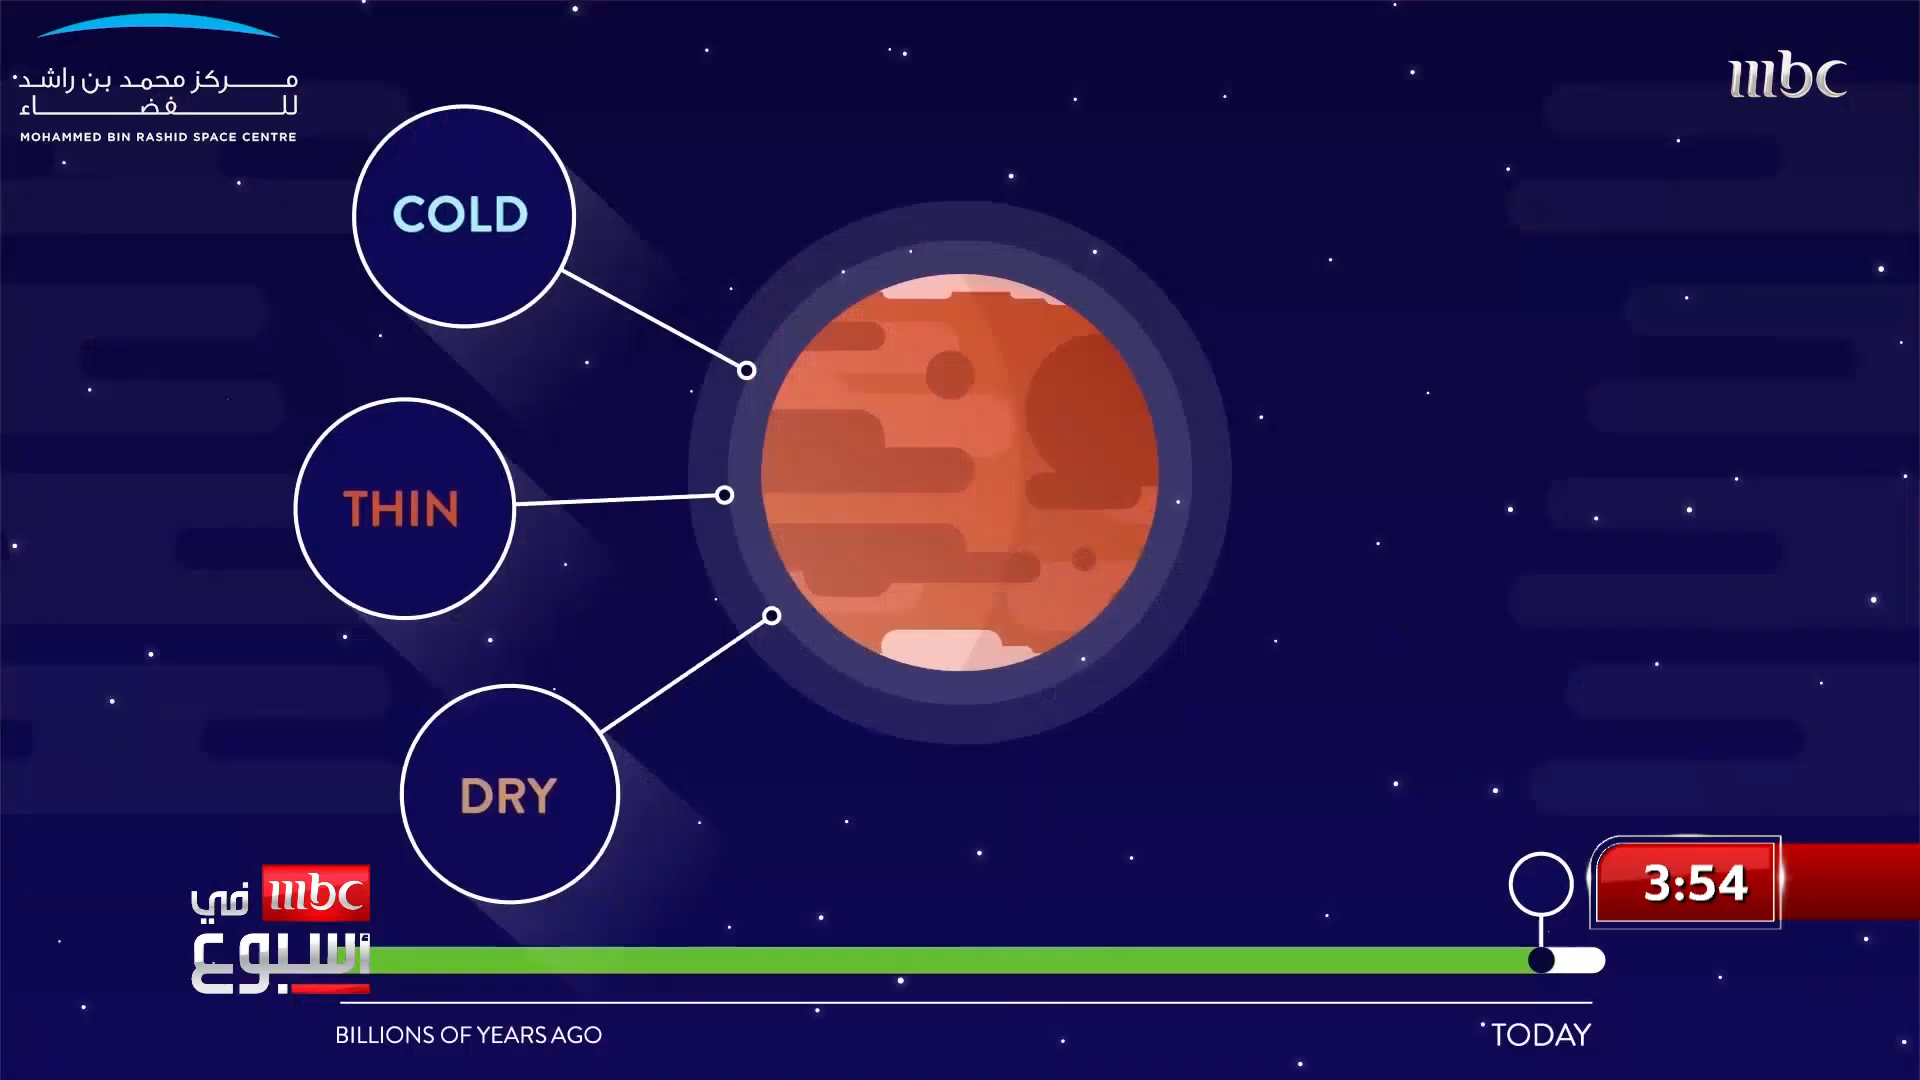 مركز محمد بن راشد
للفضاء
MOHAMMED BIN RASHID SPACE CENTRE
mbc
COLD
THIN
DRY
mbc في
أسبوع
3:54
BILLIONS OF YEARS AGO
TODAY